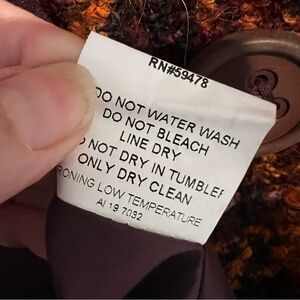 RN#59478
DO NOT WATER WASH
DO NOT BLEACH
LINE DRY
NOT DRY IN TUMBLER
ONLY DRY CLEAN
IRONING LOW TEMPERATURE
AI 19 7032